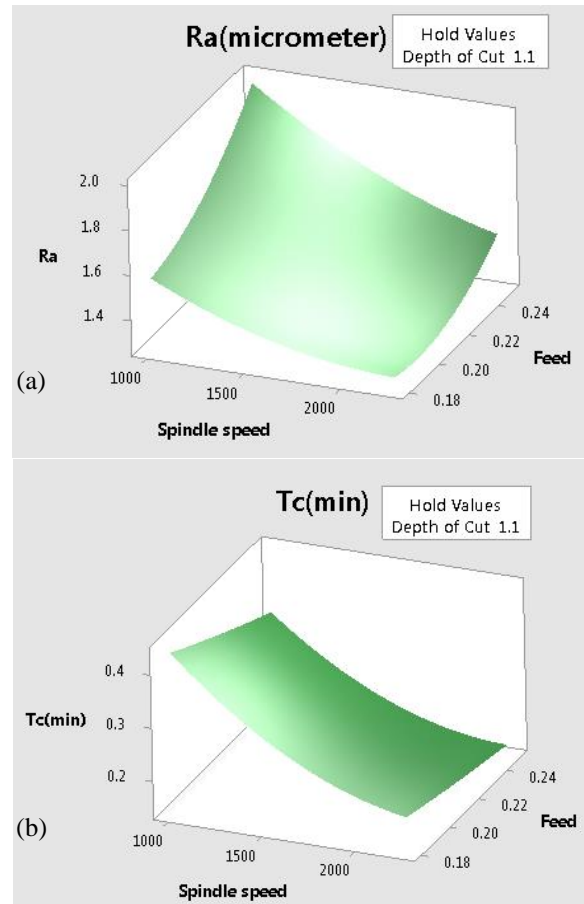 Ra(micrometer)
Hold Values
Depth of Cut 1.1
2.0
1.8
Ra
1.6
1.4
0.24
0.22
Feed
0.20
0.18
(a)
1000
1500
2000
Spindle speed
Tc(min)
Hold Values
Depth of Cut 1.1
0.4
Tc(min)
0.3
0.2
0.24
0.22
Feed
0.20
0.18
(b)
1000
1500
2000
Spindle speed